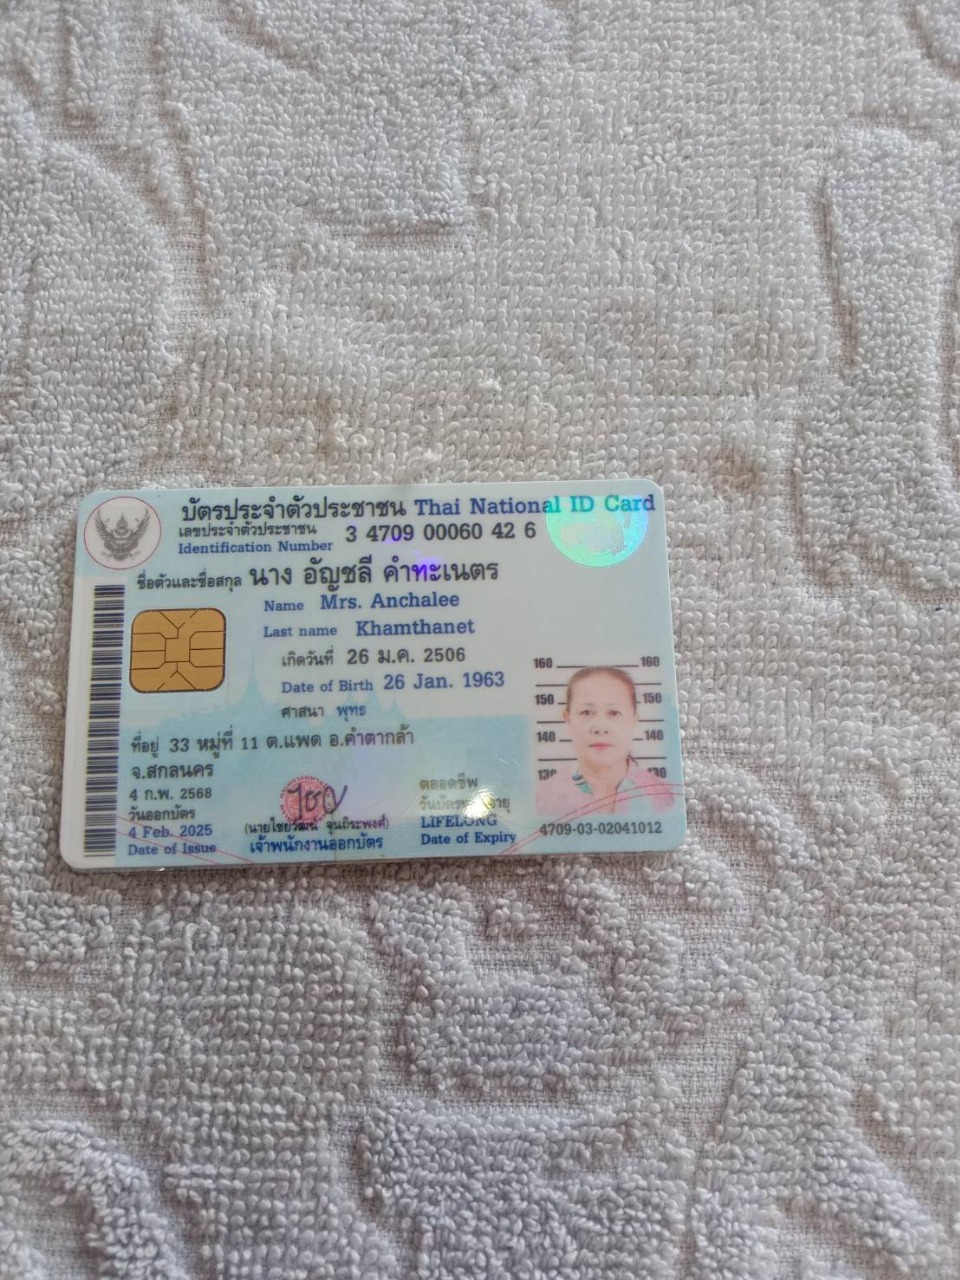 บัตรประจำตัวประชาชน Thai National ID Card
เลขประจำตัวประชาชน
Identification Number 3 4709 00060 42 6
ชื่อตัวและชื่อสกุล นาง อัญชลี คำทะเนตร
Name Mrs. Anchalee
Last name Khamthanet
เกิดวันที่ 26 ม.ค. 2506
Date of Birth 26 Jan. 1963
ศาสนา พุทธ
ที่อยู่ 33 หมู่ที่ 11 ต.แพด อ.คำตากล้า
จ.สกลนคร
4 ก.พ. 2568
วันออกบัตร
4 Feb. 2025
Date of Issue
เจ้าพนักงานออกบัตร
ตลอดชีพ
LIFELONG
Date of Expiry
160 160
150 150
140 140
130 130
4709-03-02041012